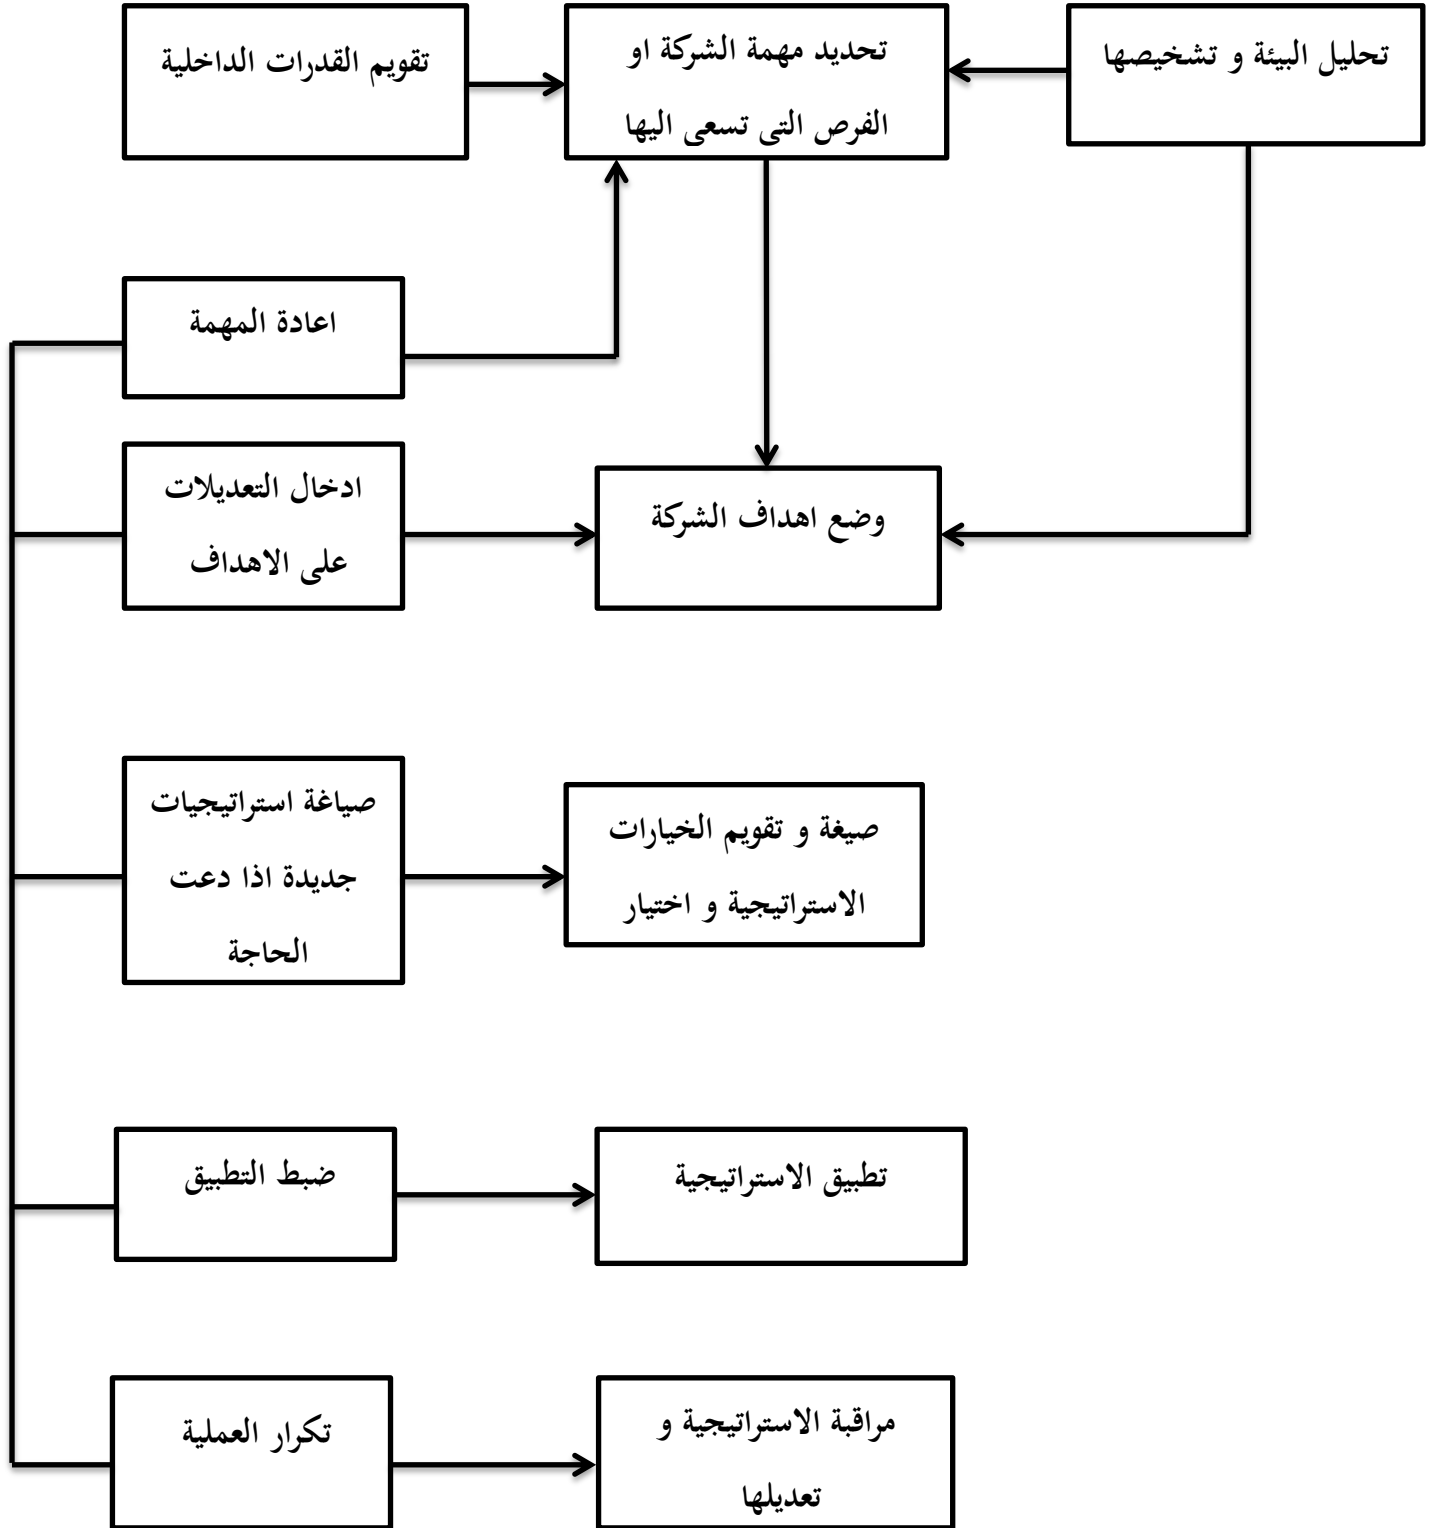 تحليل البيئة و تشخيصها
تحديد مهمة الشركة او
الفرص التى تسعى اليها
تقويم القدرات الداخلية
اعادة المهمة
وضع اهداف الشركة
ادخال التعديلات
على الاهداف
صيغة و تقويم الخيارات
الاستراتيجية و اختيار
صياغة استراتيجيات
جديدة اذا دعت
الحاجة
تطبيق الاستراتيجية
ضبط التطبيق
مراقبة الاستراتيجية و
تعديلها
تكرار العملية